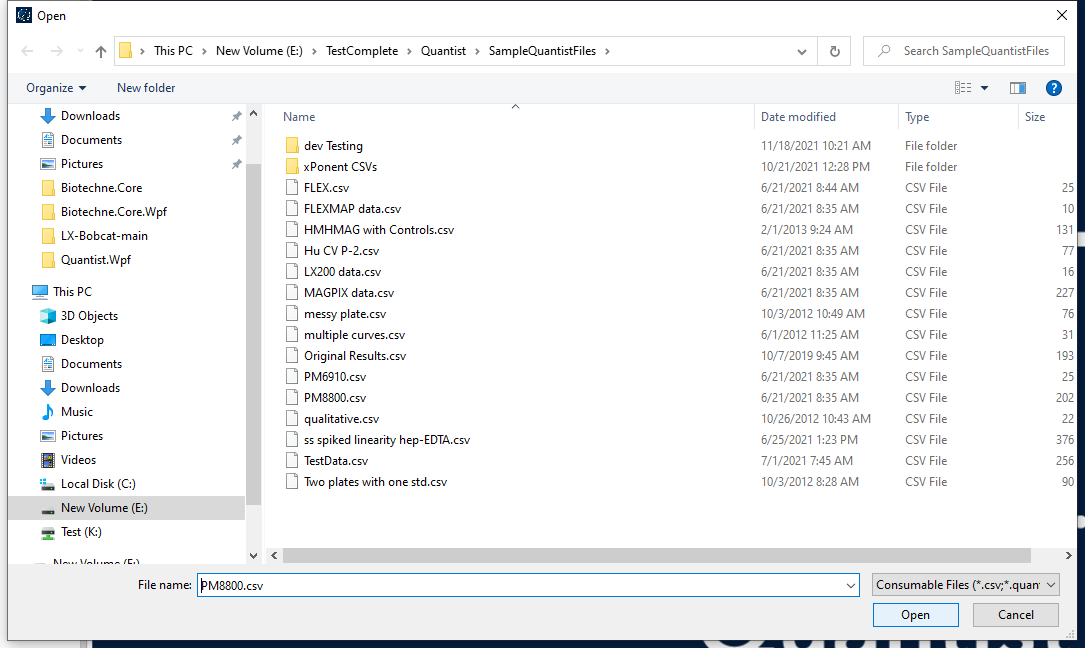 Open
This PC > New Volume (E:) > TestComplete > Quantist > SampleQuantistFiles >
Search SampleQuantistFiles
Organize
New folder
Downloads
Documents
Pictures
Biotechne.Core
Biotechne.Core.Wpf
LX-Bobcat-main
Quantist.Wpf
This PC
3D Objects
Desktop
Documents
Downloads
Music
Pictures
Videos
Local Disk (C:)
New Volume (E:)
Test (K:)
New Volume (E:)
Name Date modified Type Size
dev Testing 11/18/2021 10:21 AM File folder
xPonent CSVs 10/21/2021 12:28 PM File folder
FLEX.csv 6/21/2021 8:44 AM CSV File 25
FLEXMAP data.csv 6/21/2021 8:35 AM CSV File 10
HMHMAG with Controls.csv 2/1/2013 9:24 AM CSV File 131
Hu CV P-2.csv 6/21/2021 8:35 AM CSV File 77
LX200 data.csv 6/21/2021 8:35 AM CSV File 16
MAGPIX data.csv 6/21/2021 8:35 AM CSV File 227
messy plate.csv 10/3/2012 10:49 AM CSV File 76
multiple curves.csv 6/1/2012 11:25 AM CSV File 31
Original Results.csv 10/7/2019 9:45 AM CSV File 193
PM6910.csv 6/21/2021 8:35 AM CSV File 25
PM8800.csv 6/21/2021 8:35 AM CSV File 202
qualitative.csv 10/26/2012 10:43 AM CSV File 22
ss spiked linearity hep-EDTA.csv 6/25/2021 1:23 PM CSV File 376
TestData.csv 7/1/2021 7:45 AM CSV File 256
Two plates with one std.csv 10/3/2012 8:28 AM CSV File 90
File name: PM8800.csv
Consumable Files (*.csv;*.quan
Open
Cancel